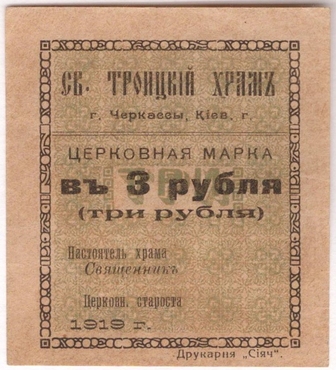 СВ. ТРОИЦКІЙ ХРАМЪ
г. Черкассы, Кіев. г.
ЦЕРКОВНАЯ МАРКА
въ 3 рубля
(три рубля)
Настоятель храма
Священникъ
Церковн. староста
1919 г.
Друкарня „Сіяч“.